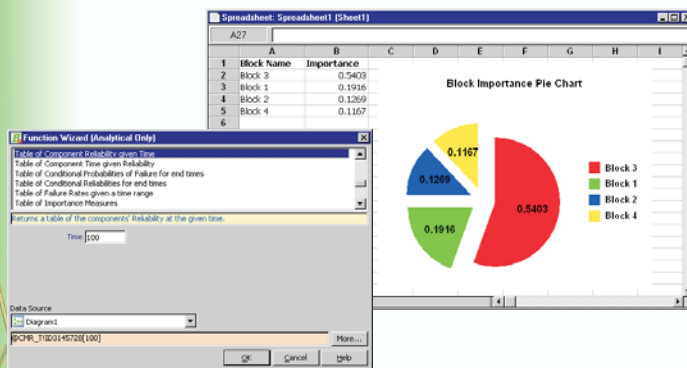 Spreadsheet: Spreadsheet1 (Sheet1)
A27
A B C D E F G H I
1 Block Name Importance
2 Block 3 0.5403
3 Block 1 0.1916
4 Block 2 0.1269
5 Block 4 0.1167
6
Block Importance Pie Chart
0.1167
0.1269
0.5403
0.1916
Block 3
Block 1
Block 2
Block 4
Function Wizard (Analytical Only)
Table of Component Reliability given Time
Table of Component Time given Reliability
Table of Conditional Probabilities of Failure for end times
Table of Conditional Reliabilities for end times
Table of Failure Rates given a time range
Table of Importance Measures
Returns a table of the components' Reliability at the given time.
Time 100
Data Source
Diagram1
@CMR_T!ID3145728[100]
More...
OK Cancel Help